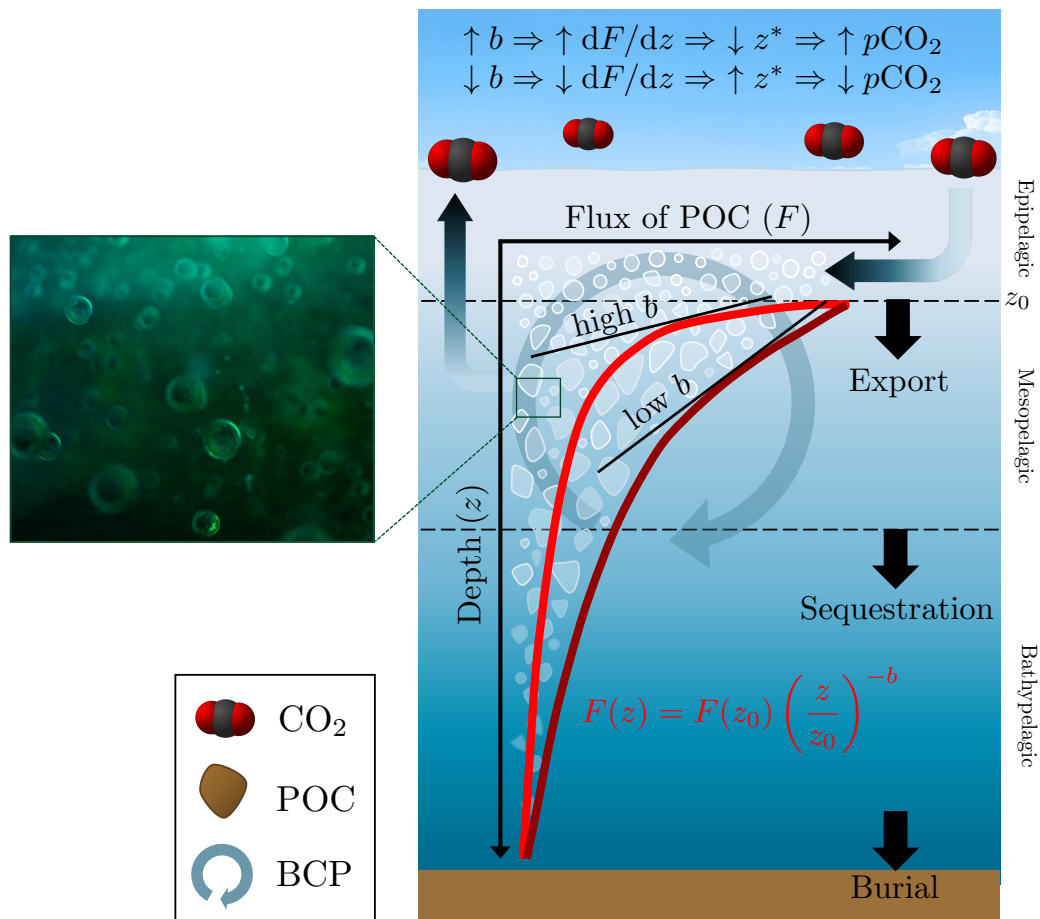 ↑ b ⇒ ↑ dF/dz ⇒ ↓ z* ⇒ ↑ pCO₂
↓ b ⇒ ↓ dF/dz ⇒ ↑ z* ⇒ ↓ pCO₂
Flux of POC (F)
Epipelagic
z₀
high b
Export
low b
Mesopelagic
Depth (z)
Sequestration
F(z) = F(z₀) (z/z₀)^{-b}
Bathypelagic
CO₂
POC
BCP
Burial